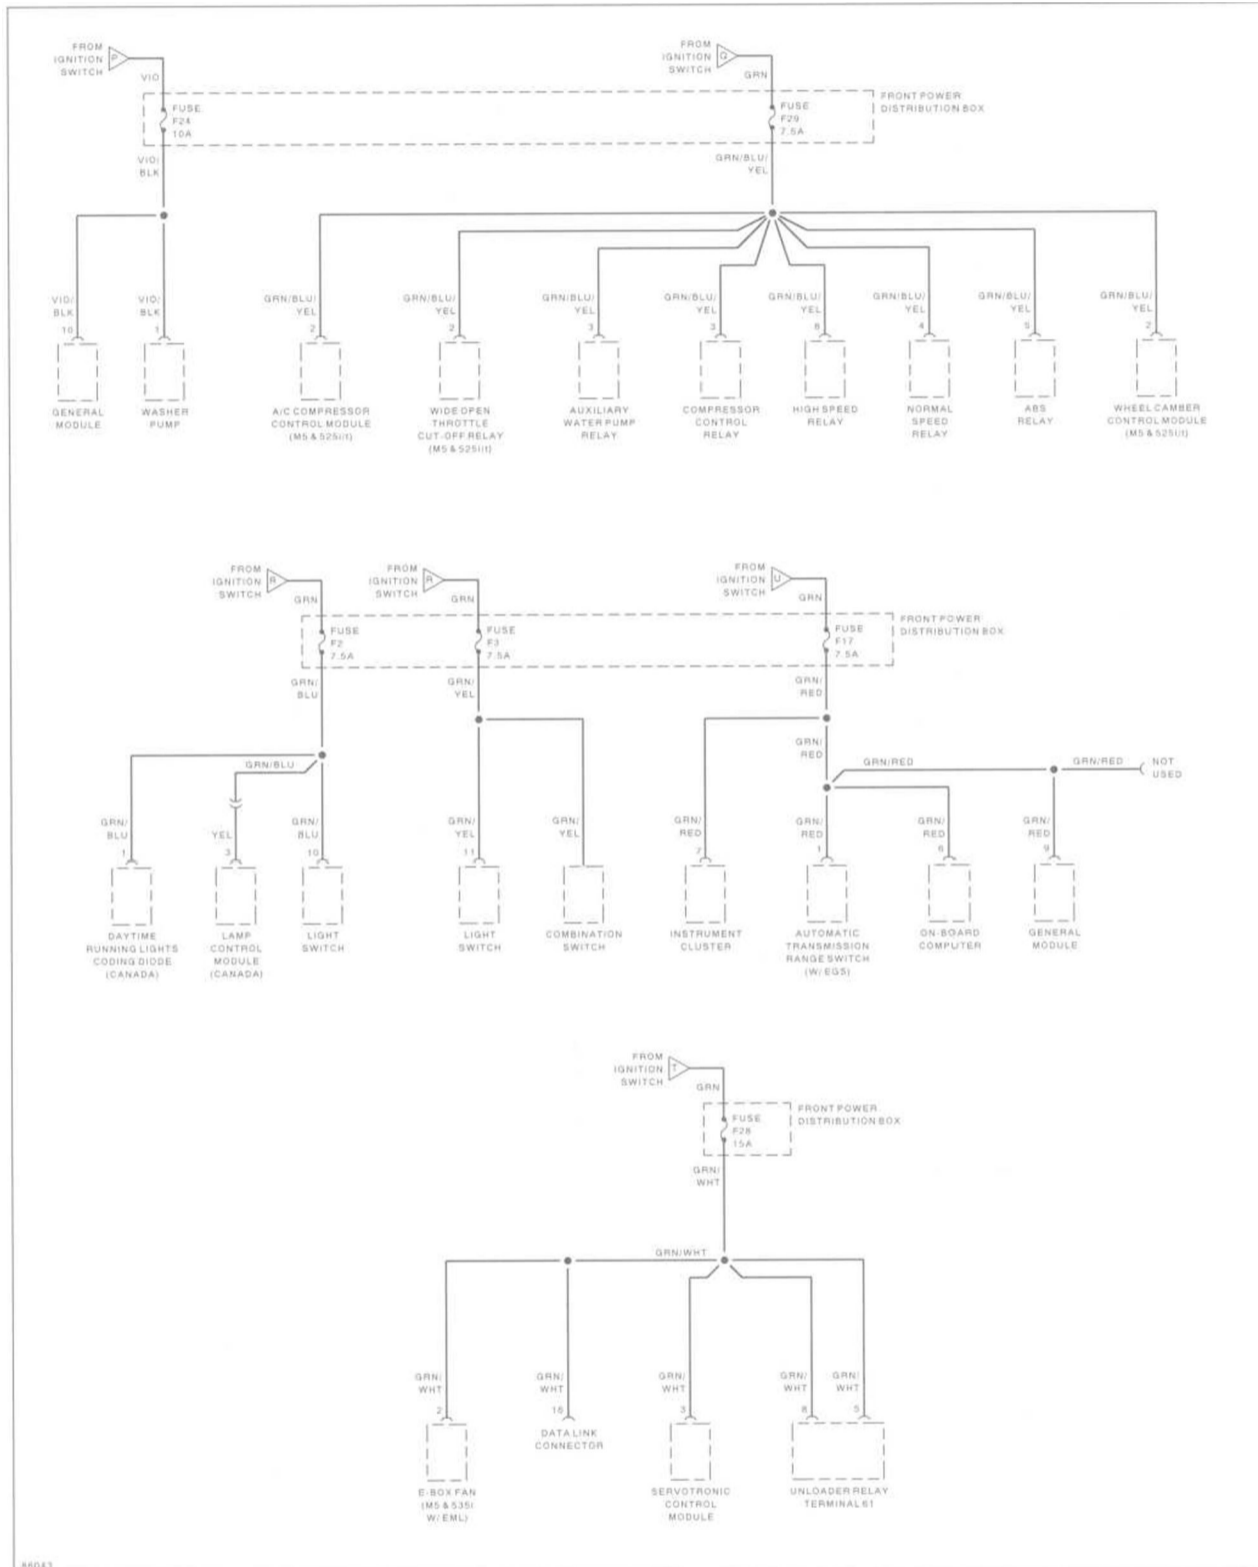 FROM
IGNITION
SWITCH
P
VIO
FUSE
F24
10A
VIO/
BLK
FROM
IGNITION
SWITCH
Q
GRN
FUSE
F29
7.5A
FRONT POWER
DISTRIBUTION BOX
GRN/BLU/
YEL
VIO/
BLK
10
GENERAL
MODULE
VIO/
BLK
1
WASHER
PUMP
GRN/BLU/
YEL
2
A/C COMPRESSOR
CONTROL MODULE
(M5 & 525i/t)
GRN/BLU/
YEL
2
WIDE OPEN
THROTTLE
CUT-OFF RELAY
(M5 & 525i/t)
GRN/BLU/
YEL
3
AUXILIARY
WATER PUMP
RELAY
GRN/BLU/
YEL
3
COMPRESSOR
CONTROL
RELAY
GRN/BLU/
YEL
HIGH SPEED
RELAY
GRN/BLU/
YEL
4
NORMAL
SPEED
RELAY
GRN/BLU/
YEL
5
ABS
RELAY
GRN/BLU/
YEL
2
WHEEL CAMBER
CONTROL MODULE
(M5 & 525i/t)
FROM
IGNITION
SWITCH
R
GRN
FUSE
F2
7.5A
GRN/
BLU
FROM
IGNITION
SWITCH
R
GRN
FUSE
F3
7.5A
GRN/
YEL
FROM
IGNITION
SWITCH
U
GRN
FUSE
F17
7.5A
FRONT POWER
DISTRIBUTION BOX
GRN/
RED
GRN/
RED
GRN/BLU
GRN/RED
GRN/RED
NOT
USED
GRN/
BLU
1
DAYTIME
RUNNING LIGHTS
CODING DIODE
(CANADA)
YEL
3
LAMP
CONTROL
MODULE
(CANADA)
GRN/
BLU
10
LIGHT
SWITCH
GRN/
YEL
11
LIGHT
SWITCH
GRN/
YEL
COMBINATION
SWITCH
GRN/
RED
7
INSTRUMENT
CLUSTER
GRN/
RED
1
AUTOMATIC
TRANSMISSION
RANGE SWITCH
(W/ EGS)
GRN/
RED
6
ON-BOARD
COMPUTER
GRN/
RED
9
GENERAL
MODULE
FROM
IGNITION
SWITCH
T
GRN
FUSE
F28
15A
FRONT POWER
DISTRIBUTION BOX
GRN/
WHT
GRN/WHT
GRN/
WHT
2
E-BOX FAN
(M5 & 535i
W/ EML)
GRN/
WHT
16
DATA LINK
CONNECTOR
GRN/
WHT
3
SERVOTRONIC
CONTROL
MODULE
GRN/
WHT
8
GRN/
WHT
5
UNLOADER RELAY
TERMINAL 61